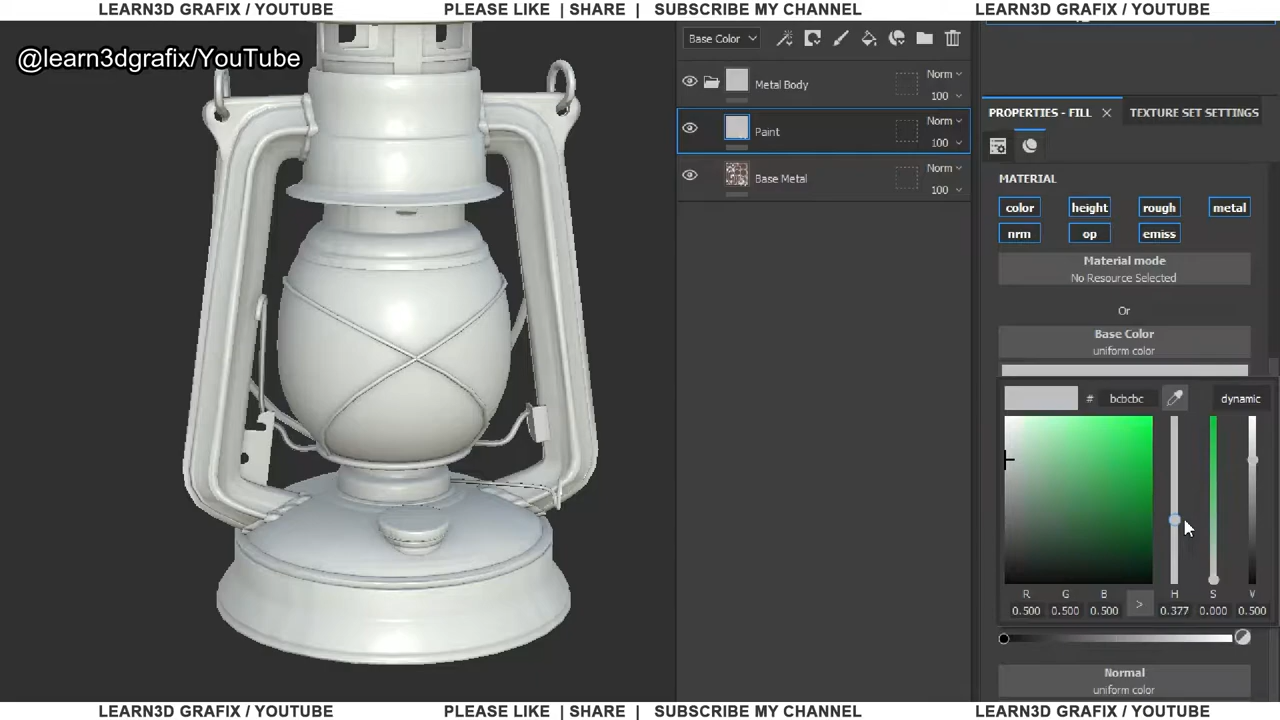 LEARN3D GRAFIX / YOUTUBE PLEASE LIKE | SHARE | SUBSCRIBE MY CHANNEL LEARN3D GRAFIX / YOUTUBE
@learn3dgrafix/YouTube
Base Color
Metal Body Norm
100
Paint Norm
100
Base Metal Norm
100
PROPERTIES - FILL TEXTURE SET SETTINGS
MATERIAL
color height rough metal
nrm op emiss
Material mode
No Resource Selected
Or
Base Color
uniform color
# bcbcbc dynamic
R G B > H S V
0.500 0.500 0.500 0.377 0.000 0.500
Normal
uniform color
LEARN3D GRAFIX / YOUTUBE PLEASE LIKE | SHARE | SUBSCRIBE MY CHANNEL LEARN3D GRAFIX / YOUTUBE